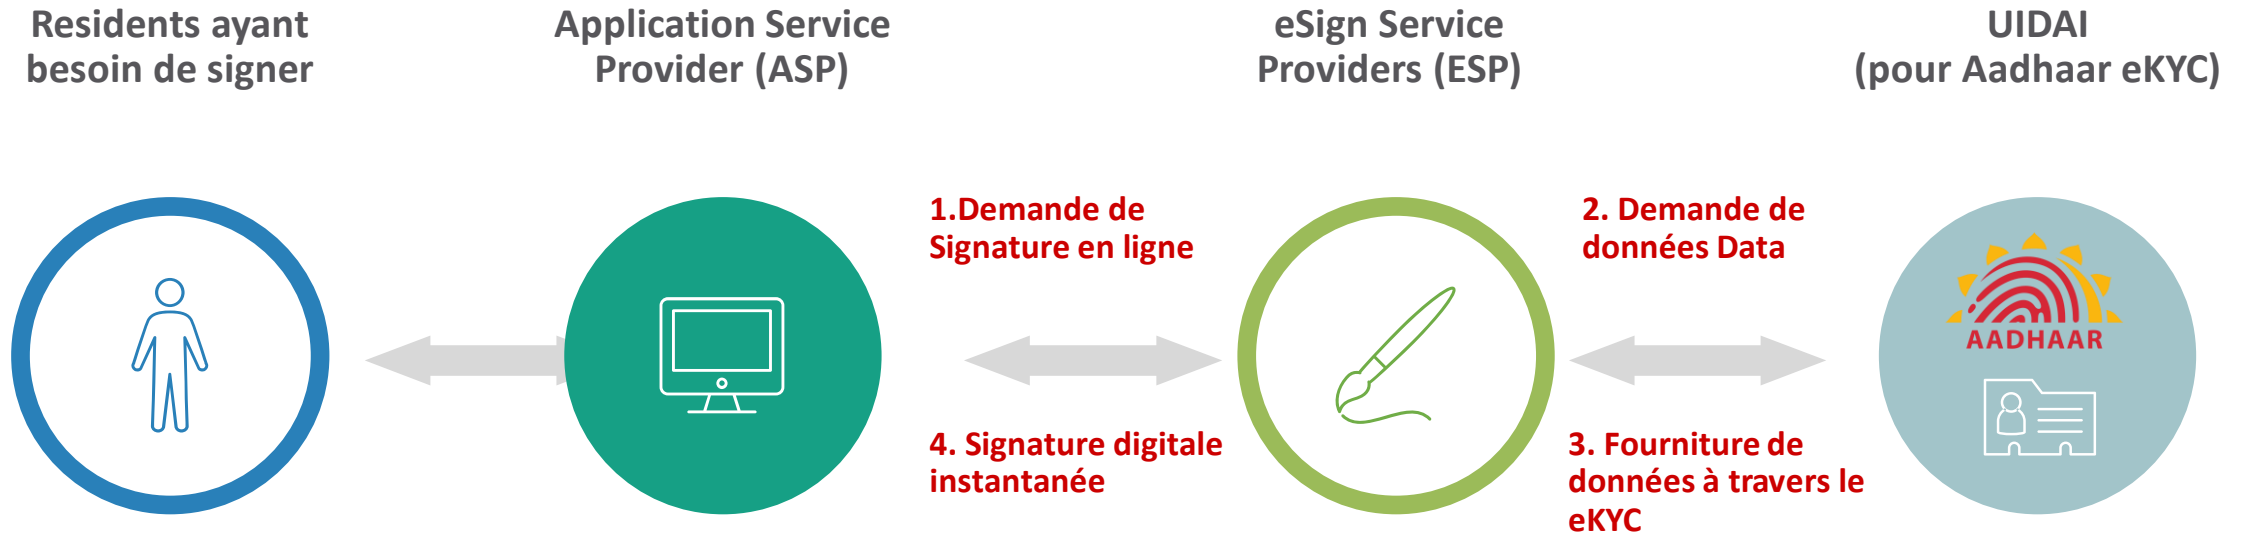 Residents ayant
besoin de signer
Application Service
Provider (ASP)
eSign Service
Providers (ESP)
UIDAI
(pour Aadhaar eKYC)
1.Demande de
Signature en ligne
2. Demande de
données Data
AADHAAR
4. Signature digitale
instantanée
3. Fourniture de
données à travers le
eKYC